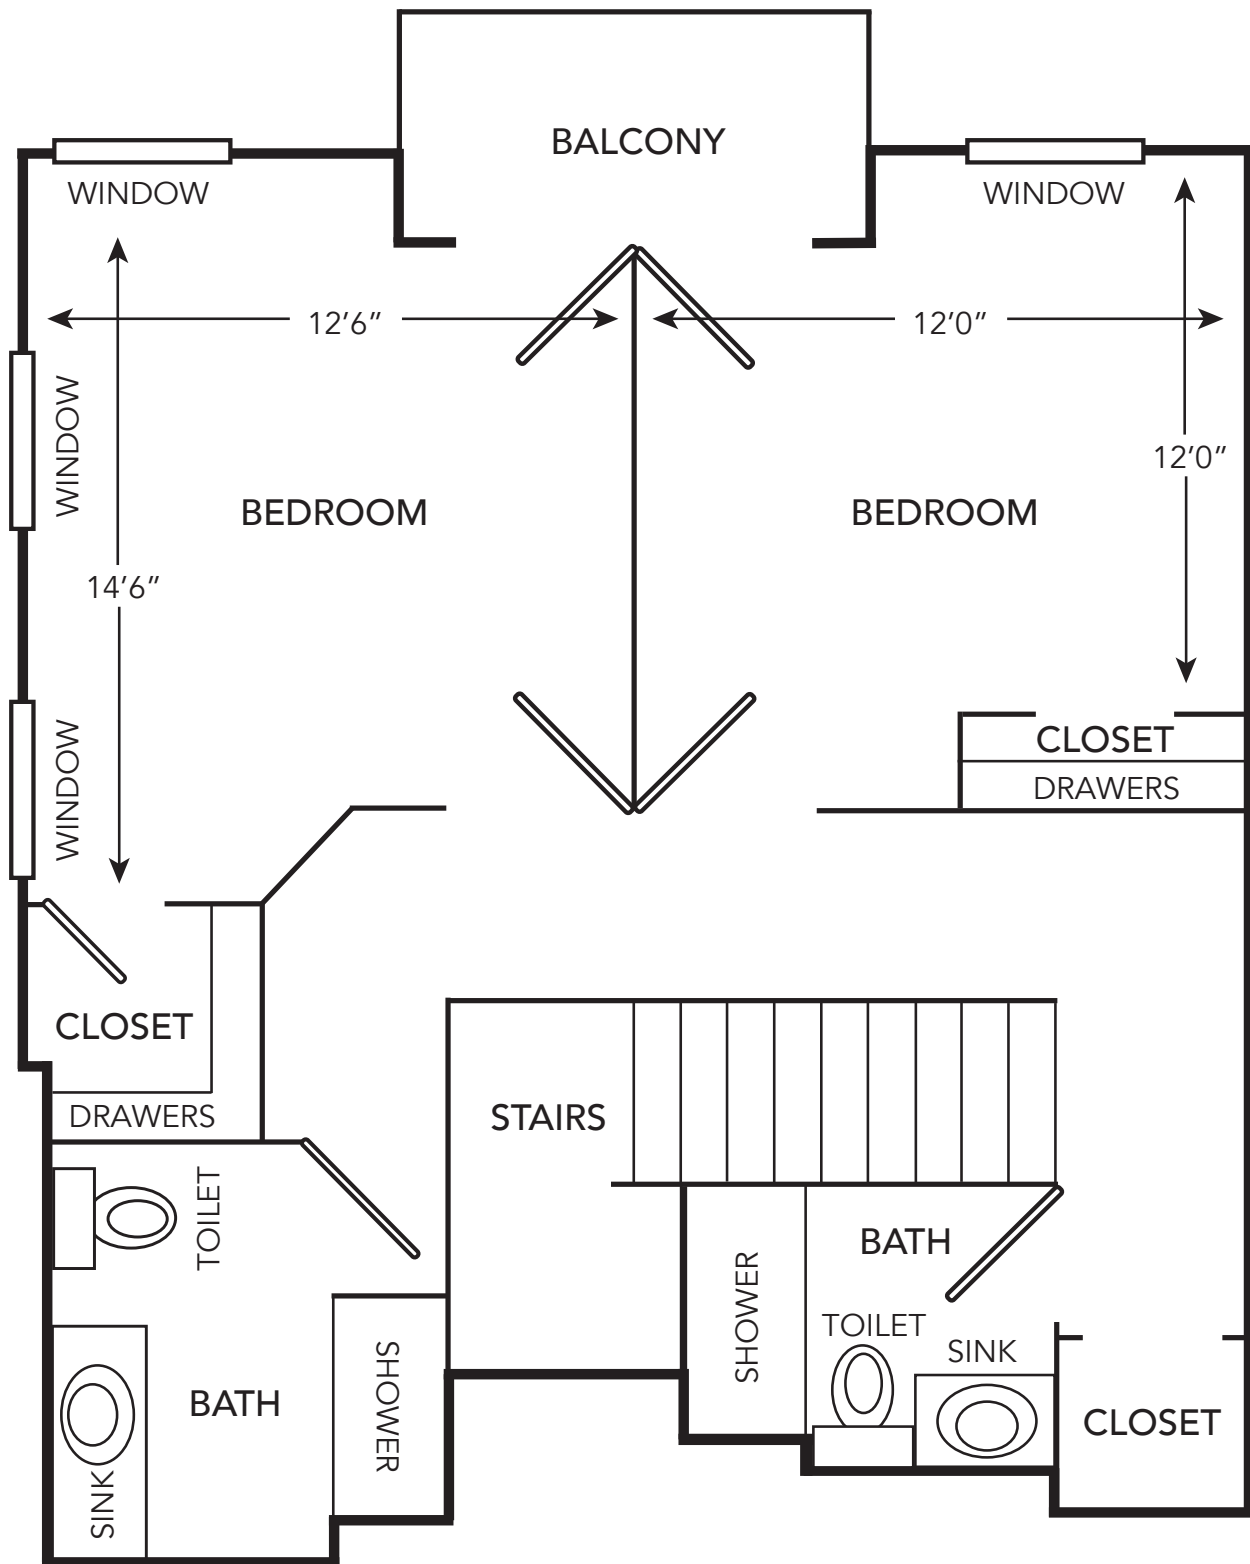 BALCONY
WINDOW
WINDOW
12’6”
12’0”
WINDOW
12’0”
BEDROOM
BEDROOM
14’6”
WINDOW
CLOSET
DRAWERS
CLOSET
DRAWERS
STAIRS
TOILET
BATH
SHOWER
TOILET
SINK
SHOWER
BATH
CLOSET
SINK